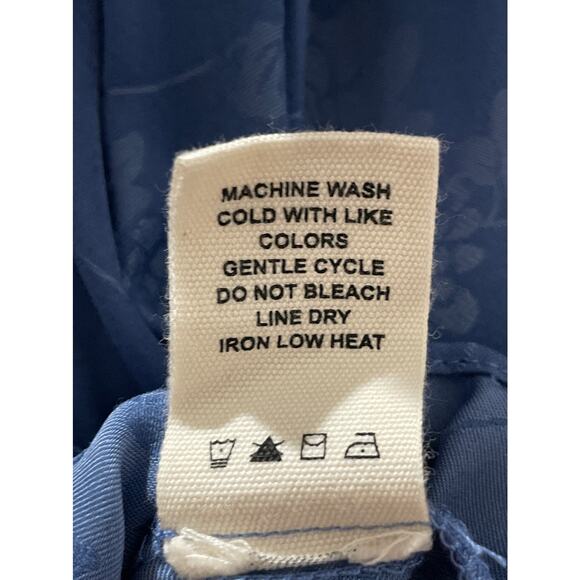 MACHINE WASH
COLD WITH LIKE
COLORS
GENTLE CYCLE
DO NOT BLEACH
LINE DRY
IRON LOW HEAT